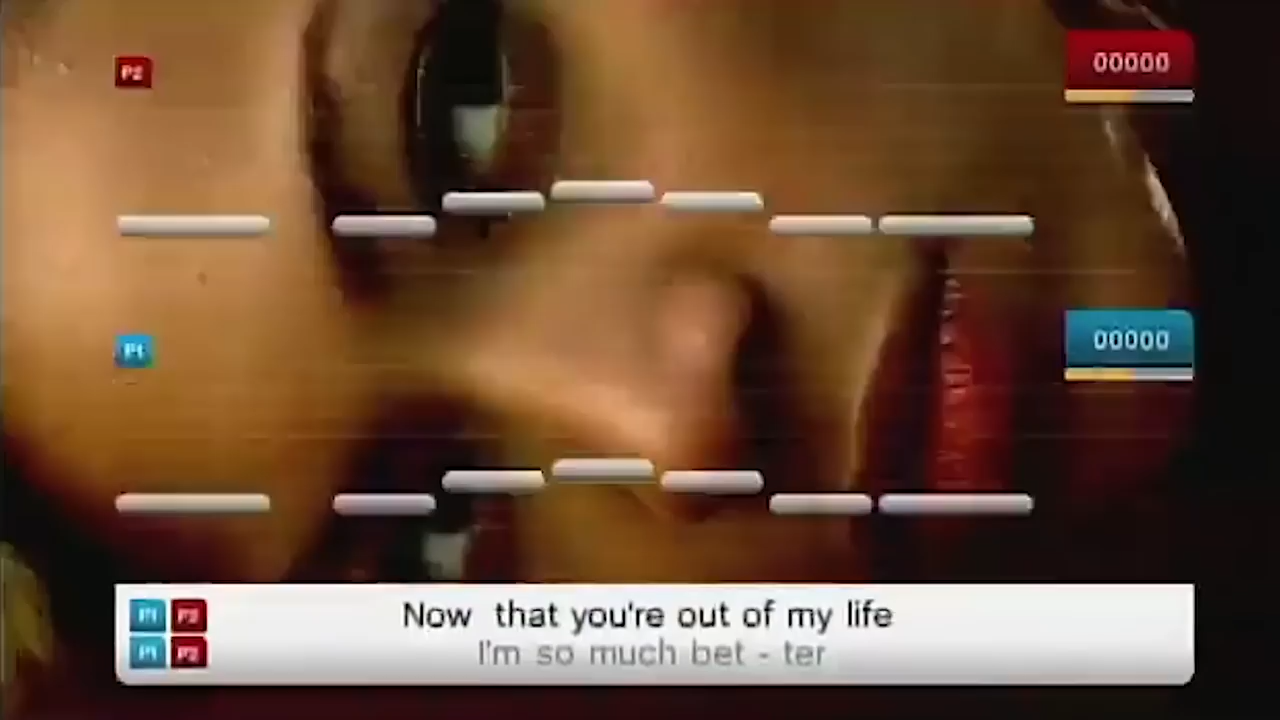 P2
00000
P1
00000
P1 P2 Now that you're out of my life
P1 P2 I'm so much bet - ter